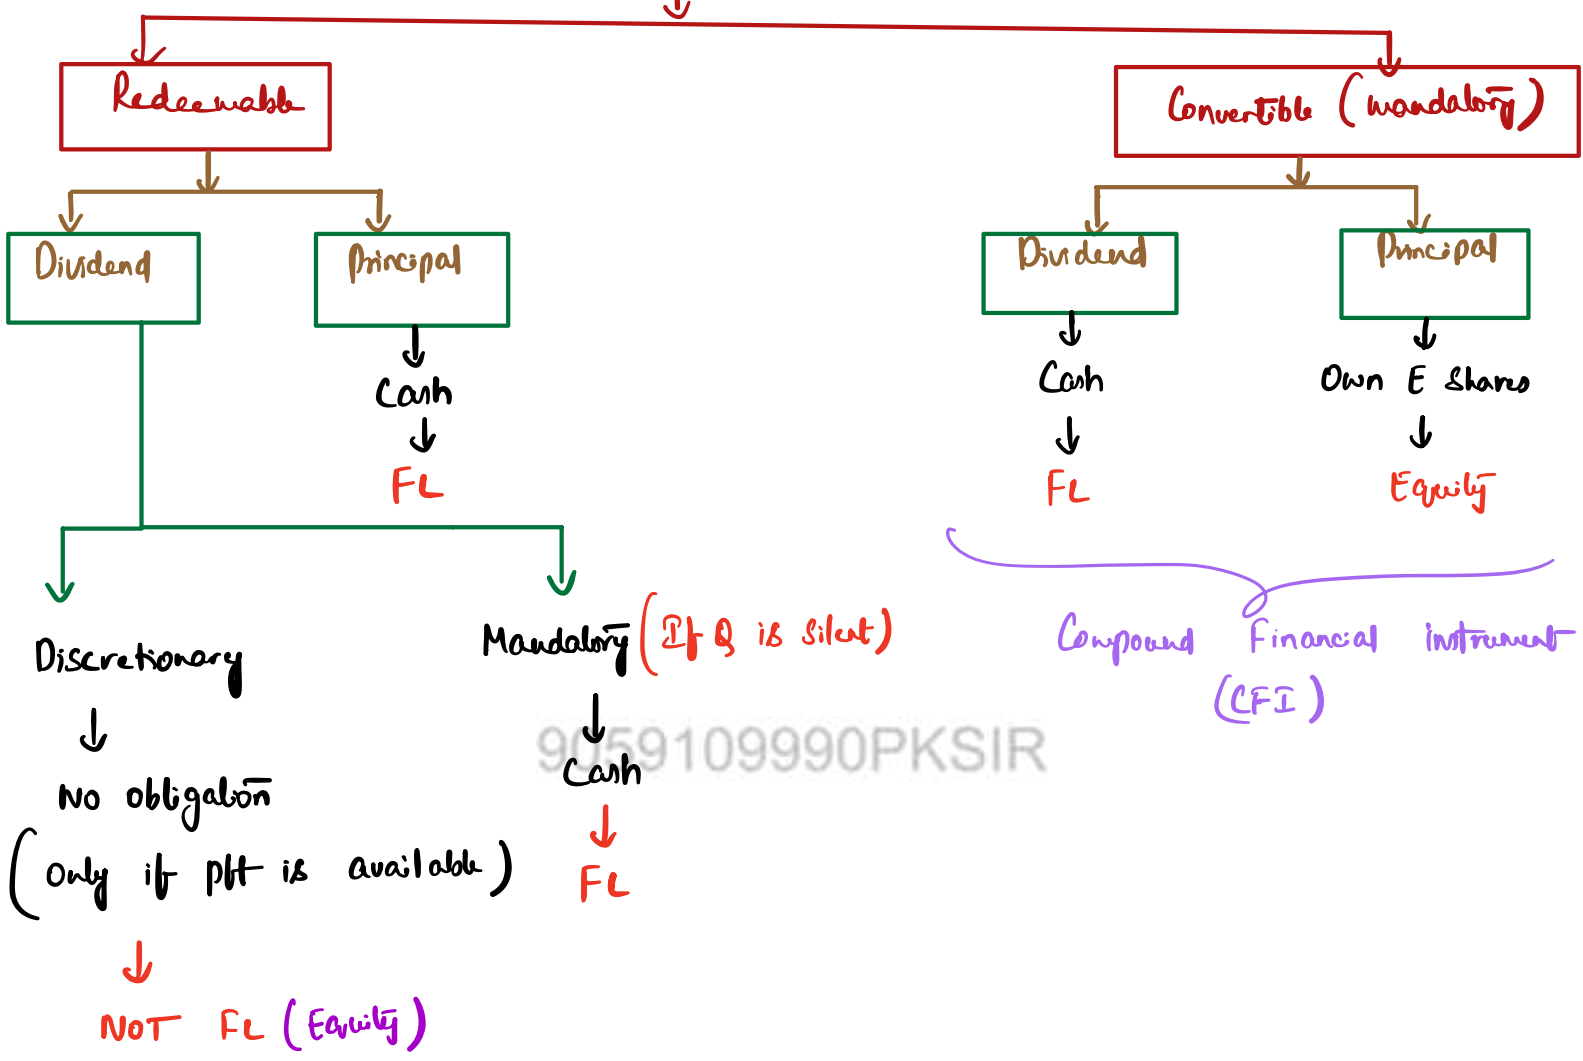 Redeemable
Convertible (mandatory)
Dividend
Principal
Dividend
Principal
Cash
Cash
Own E Shares
FL
FL
Equity
Discretionary
Mandatory (If Q is silent)
Compound Financial instrument
(CFI)
9059109990PKSIR
No obligation
Cash
(Only if pft is available)
FL
NOT FL (Equity)